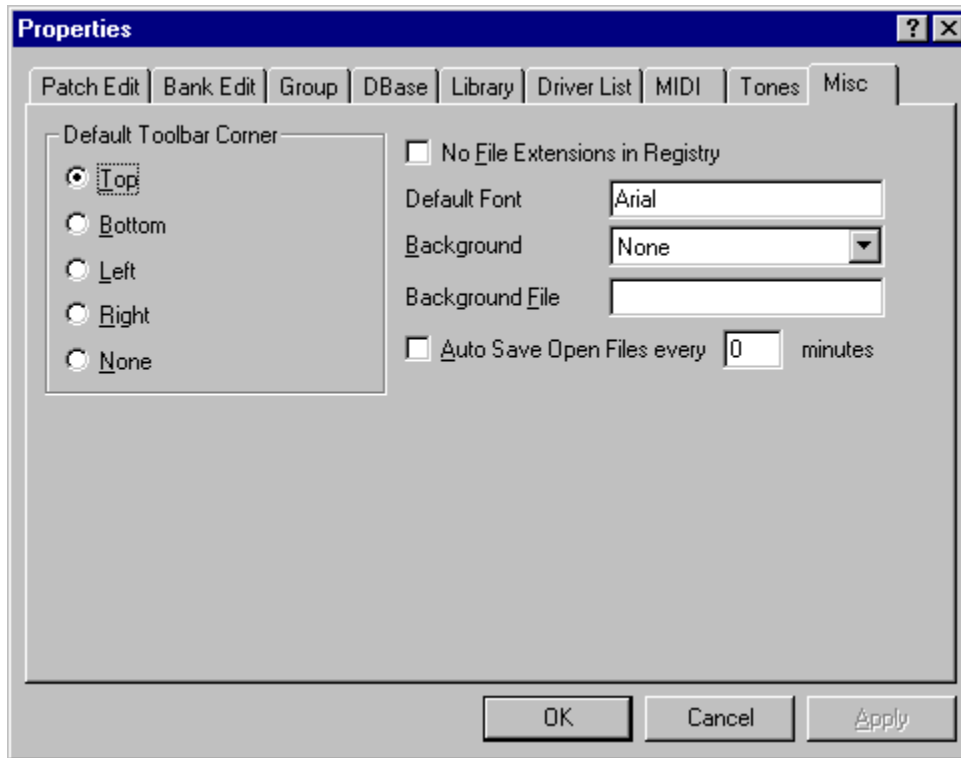 Properties
Patch Edit Bank Edit Group DBase Library Driver List MIDI Tones Misc
Default Toolbar Corner
Top
Bottom
Left
Right
None
No File Extensions in Registry
Default Font Arial
Background None
Background File
Auto Save Open Files every 0 minutes
OK Cancel Apply